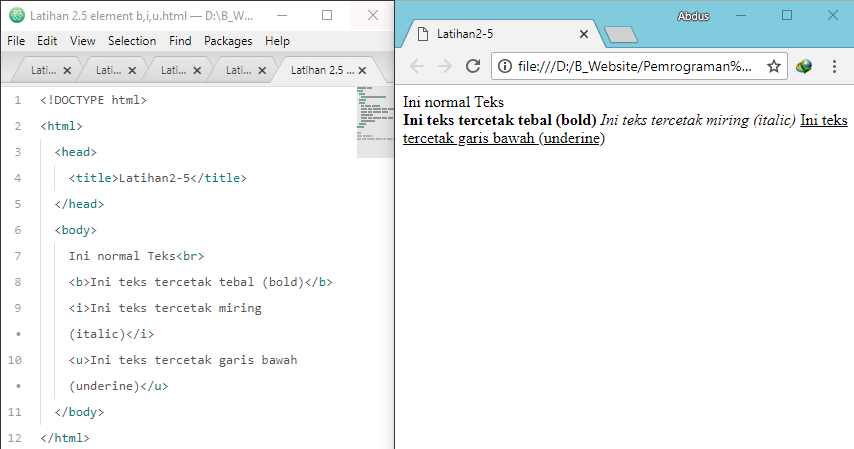 Latihan 2.5 element b,i,u.html — D:\B_W...
File Edit View Selection Find Packages Help
Lati... Lati... Lati... Lati... Latihan 2.5 ...
1 <!DOCTYPE html>
2 <html>
3 <head>
4 <title>Latihan2-5</title>
5 </head>
6 <body>
7 Ini normal Teks<br>
8 <b>Ini teks tercetak tebal (bold)</b>
9 <i>Ini teks tercetak miring
• (italic)</i>
10 <u>Ini teks tercetak garis bawah
• (underine)</u>
11 </body>
12 </html>
Abdus
Latihan2-5
file:///D:/B_Website/Pemrograman%...
Ini normal Teks
Ini teks tercetak tebal (bold) Ini teks tercetak miring (italic) Ini teks
tercetak garis bawah (underine)